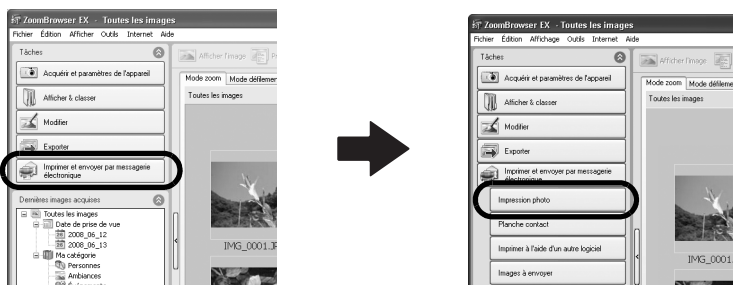 ZoomBrowser EX - Toutes les images
Fichier Édition Afficher Outils Internet Aide
Tâches
Afficher l'image
Acquérir et paramètres de l'appareil
Mode zoom
Toutes les images
Afficher & classer
Modifier
Exporter
Imprimer et envoyer par messagerie
électronique
Dernières images acquises
Toutes les images
Date de prise de vue
2008_06_12
2008_06_13
Ma catégorie
Personnes
Ambiances
IMG_0001.J
ZoomBrowser EX - Toutes les images
Fichier Édition Affichage Outils Internet Aide
Tâches
Afficher l'image
Acquérir et paramètres de l'appareil
Mode zoom
Toutes les images
Afficher & classer
Modifier
Exporter
Imprimer et envoyer par messagerie
électronique
Impression photo
Planche contact
Imprimer à l'aide d'un autre logiciel
Images à envoyer
IMG_0001